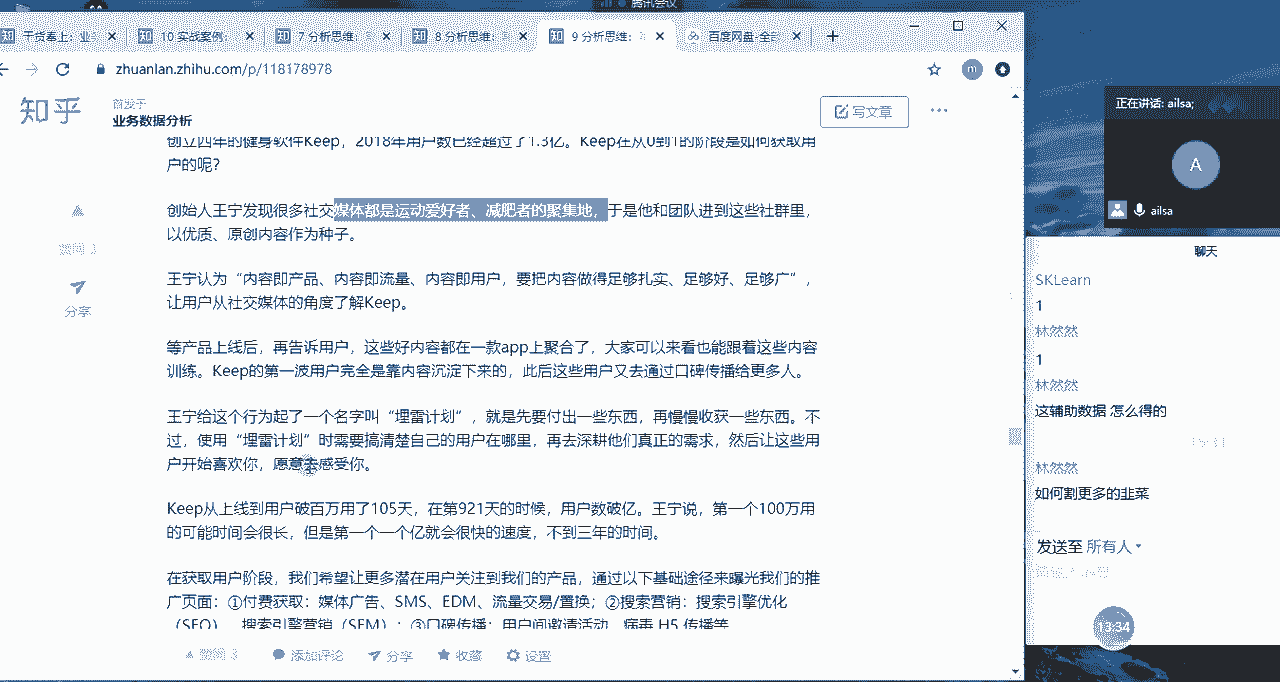 腾讯会议
干货奉上：业
10 实战案例：
7 分析思维：
8 分析思维：
9 分析思维：
百度网盘-全部
zhuanlan.zhihu.com/p/118178978
m
知乎
首发于
业务数据分析
写文章
创立四年的健身软件Keep，2018年用户数已经超过了1.3亿。Keep在从0到1的阶段是如何获取用
户的呢？
创始人王宁发现很多社交媒体都是运动爱好者、减肥者的聚集地，于是他和团队进到这些社群里，
以优质、原创内容作为种子。
王宁认为“内容即产品、内容即流量、内容即用户，要把内容做得足够扎实、足够好、足够广”，
让用户从社交媒体的角度了解Keep。
等产品上线后，再告诉用户，这些好内容都在一款app上聚合了，大家可以来看也能跟着这些内容
训练。Keep的第一波用户完全是靠内容沉淀下来的，此后这些用户又去通过口碑传播给更多人。
王宁给这个行为起了一个名字叫“埋雷计划”，就是先要付出一些东西，再慢慢收获一些东西。不
过，使用“埋雷计划”时需要搞清楚自己的用户在哪里，再去深耕他们真正的需求，然后让这些用
户开始喜欢你，愿意去感受你。
Keep从上线到用户破百万用了105天，在第921天的时候，用户数破亿。王宁说，第一个100万用
的可能时间会很长，但是第一个一个亿就会很快的速度，不到三年的时间。
在获取用户阶段，我们希望让更多潜在用户关注到我们的产品，通过以下基础途径来曝光我们的推
广页面：①付费获取：媒体广告、SMS、EDM、流量交易/置换；②搜索营销：搜索引擎优化
（SEO）、搜索引擎营销（SEM）；③口碑传播：用户间邀请活动、病毒 H5 传播等
赞同 3
分享
赞同 3
添加评论
分享
收藏
设置
正在讲话: ailsa;
A
ailsa
聊天
SKLearn
1
林然然
1
林然然
这辅助数据 怎么得的
林然然
如何割更多的韭菜
发送至 所有人
13:34